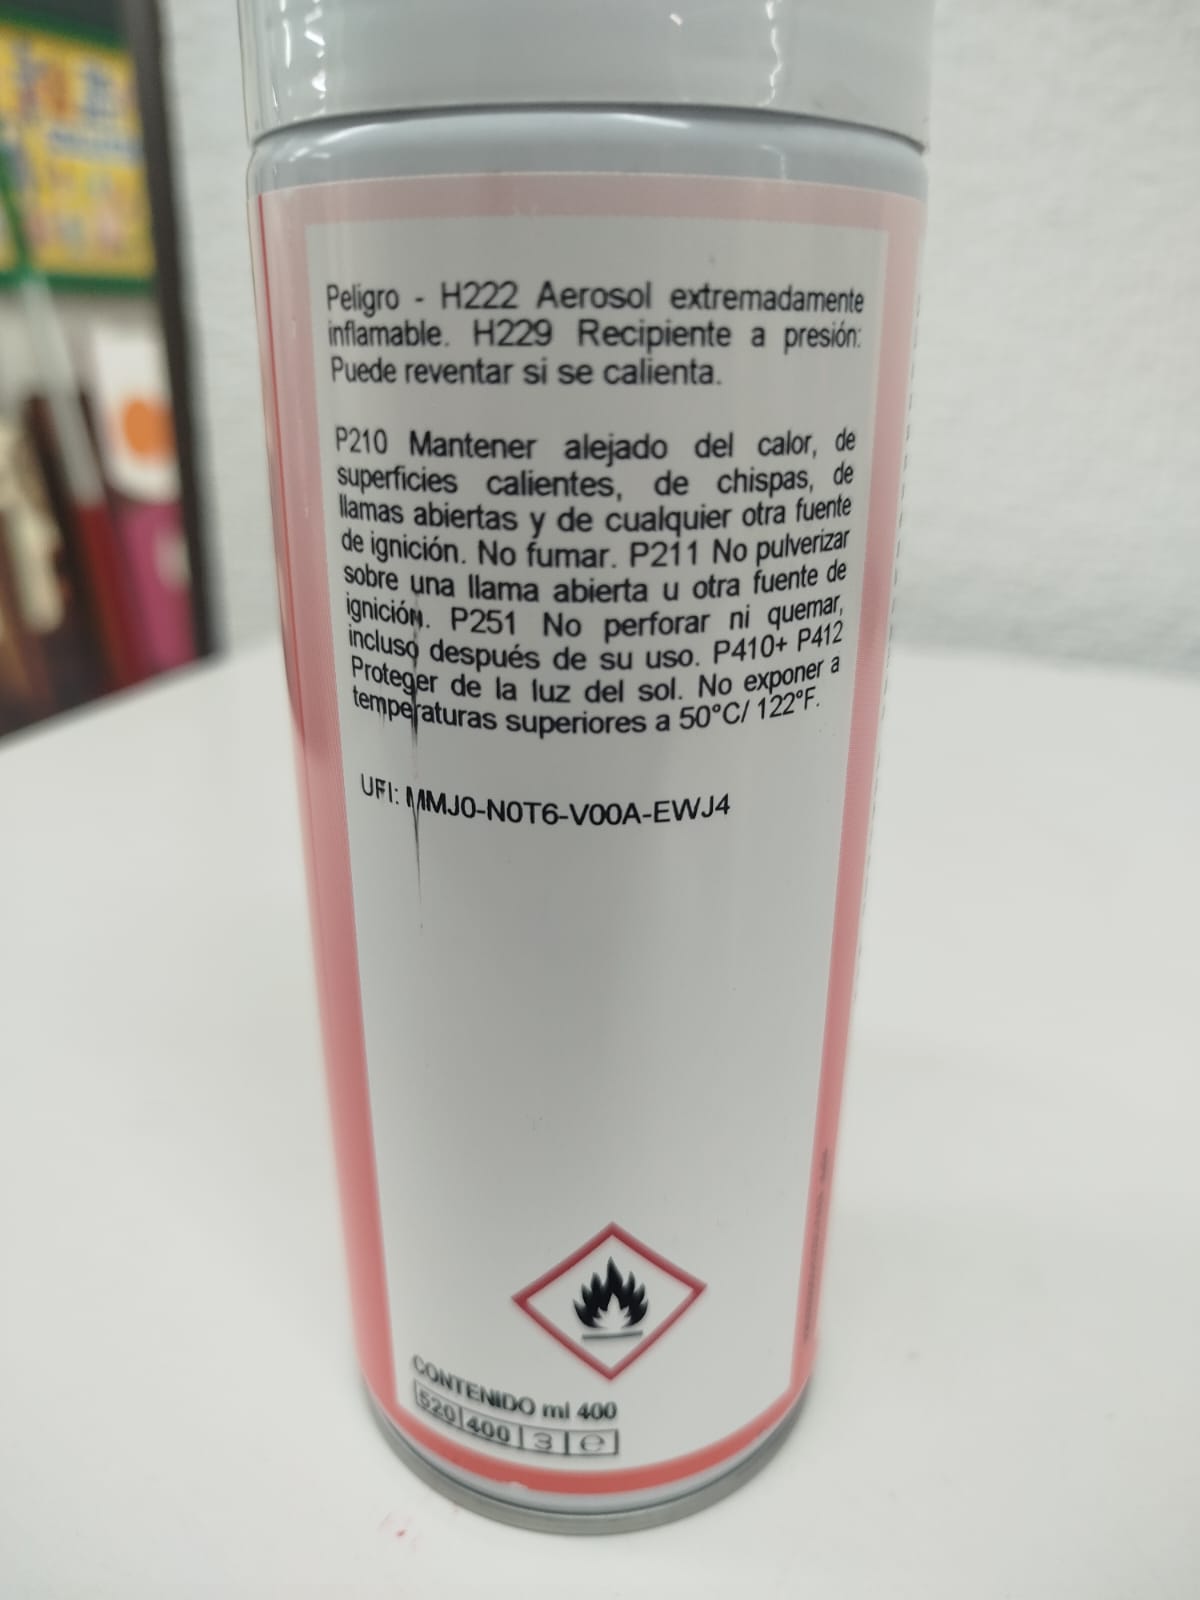 Peligro - H222 Aerosol extremadamente
inflamable. H229 Recipiente a presión:
Puede reventar si se calienta.
P210 Mantener alejado del calor, de
superficies calientes, de chispas, de
llamas abiertas y de cualquier otra fuente
de ignición. No fumar. P211 No pulverizar
sobre una llama abierta u otra fuente de
ignición. P251 No perforar ni quemar,
incluso después de su uso. P410+ P412
Proteger de la luz del sol. No exponer a
temperaturas superiores a 50°C/ 122°F.
UFI: MMJ0-N0T6-V00A-EWJ4
CONTENIDO ml 400
520 400 3 ℮